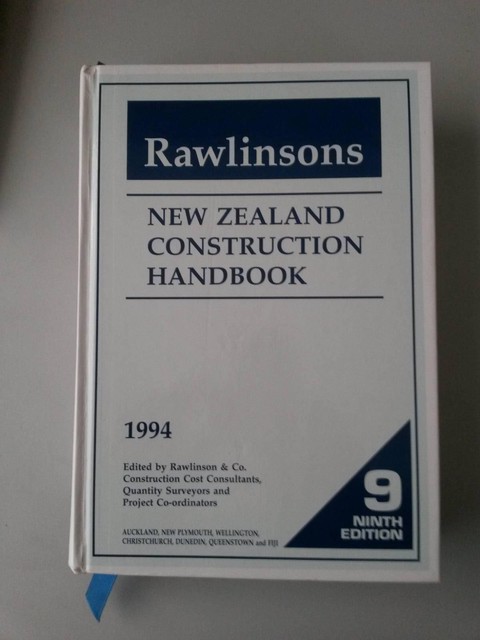 Rawlinsons
NEW ZEALAND
CONSTRUCTION
HANDBOOK
1994
Edited by Rawlinson & Co.
Construction Cost Consultants,
Quantity Surveyors and
Project Co-ordinators
AUCKLAND, NEW PLYMOUTH, WELLINGTON,
CHRISTCHURCH, DUNEDIN, QUEENSTOWN and FIJI
9
NINTH
EDITION